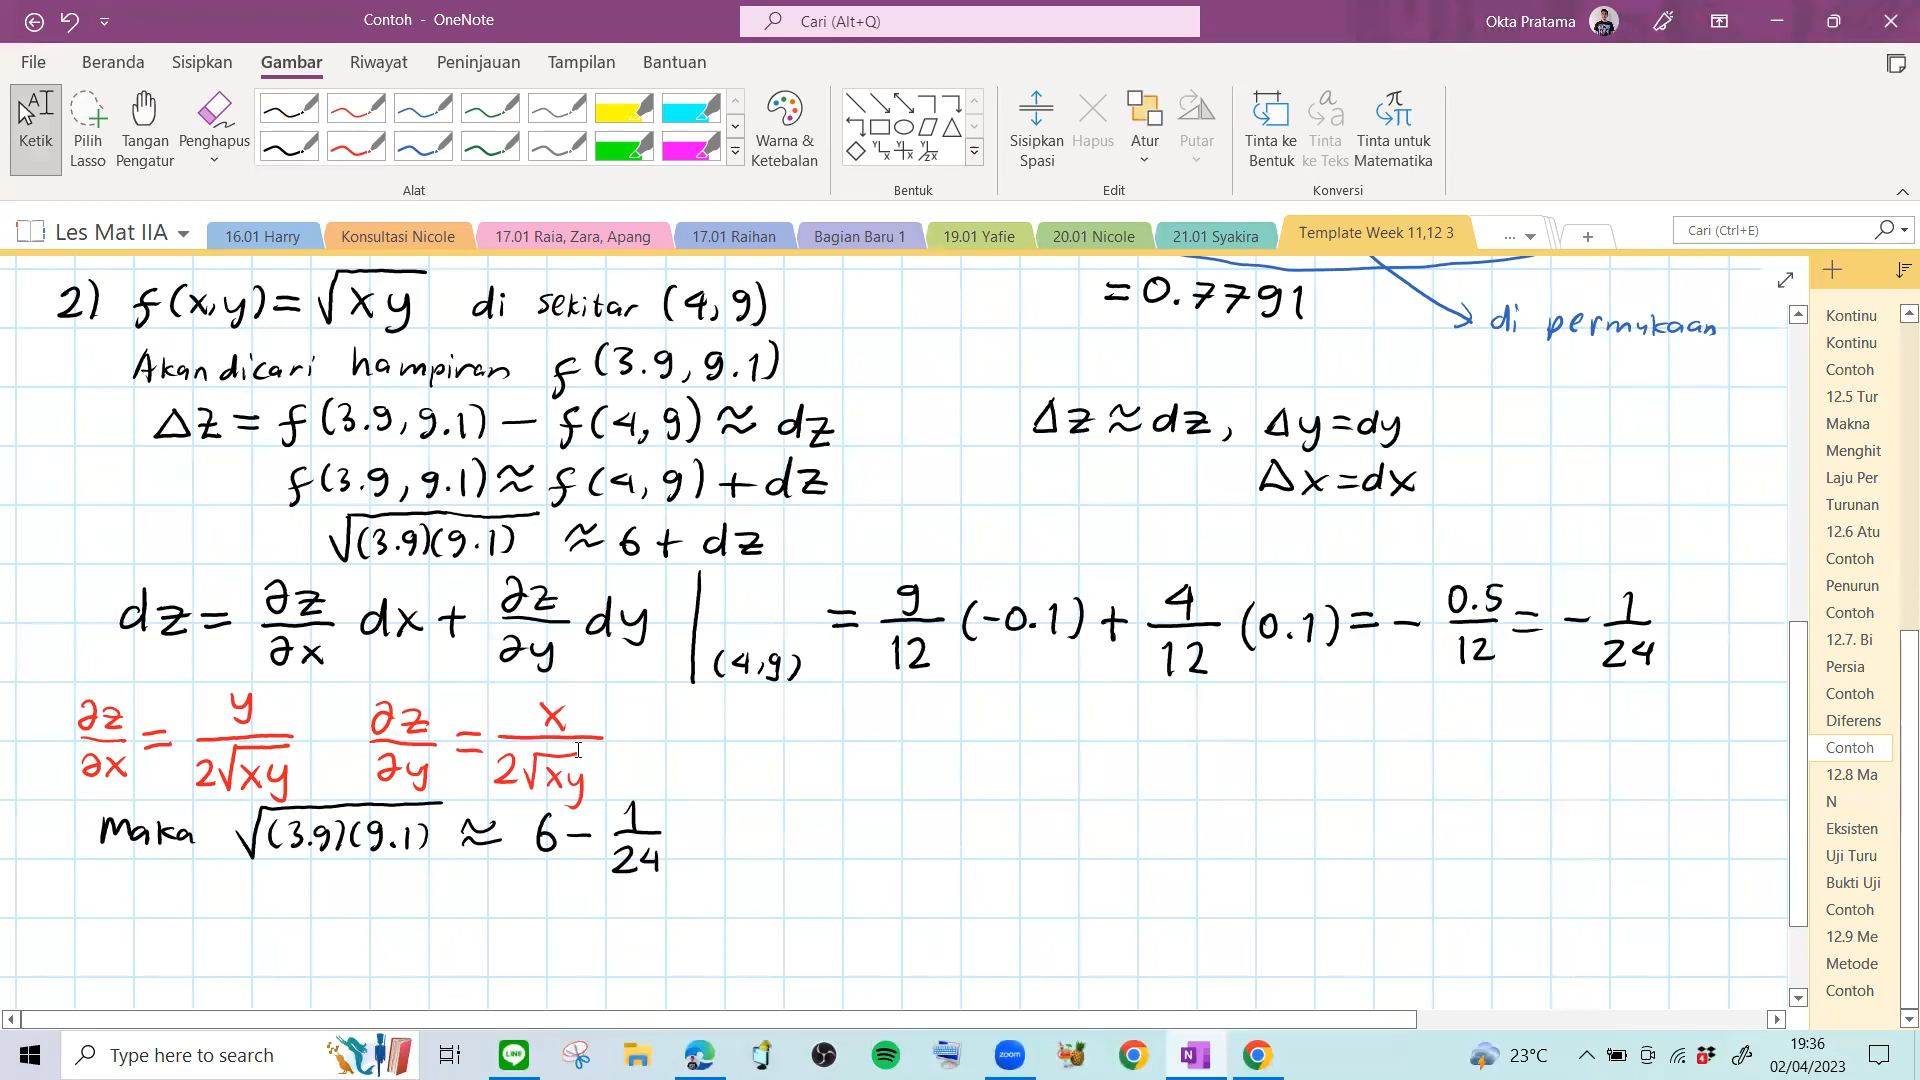 Contoh - OneNote
Cari (Alt+Q)
Okta Pratama
File Beranda Sisipkan Gambar Riwayat Peninjauan Tampilan Bantuan
Ketik
Pilih Lasso
Tangan Pengatur
Penghapus
Warna & Ketebalan
Sisipkan Spasi
Hapus
Atur
Putar
Tinta ke Bentuk
Tinta ke Teks
Tinta untuk Matematika
Alat
Bentuk
Edit
Konversi
Les Mat IIA
16.01 Harry
Konsultasi Nicole
17.01 Raia, Zara, Apang
17.01 Raihan
Bagian Baru 1
19.01 Yafie
20.01 Nicole
21.01 Syakira
Template Week 11,12 3
...
Cari (Ctrl+E)
2) f(x,y)=√xy di sekitar (4,9)
= 0.7791
di permukaan
Akan dicari hampiran f(3.9,9.1)
Δz = f(3.9,9.1) − f(4,9) ≈ dz
Δz ≈ dz, Δy=dy
f(3.9,9.1) ≈ f(4,9)+dz
Δx=dx
√(3.9)(9.1) ≈ 6 + dz
dz = ∂z/∂x dx + ∂z/∂y dy |(4,9) = 9/12 (-0.1) + 4/12 (0.1) = - 0.5/12 = - 1/24
∂z/∂x = y/2√xy ∂z/∂y = x/2√xy
Maka √(3.9)(9.1) ≈ 6 − 1/24
Kontinu
Kontinu
Contoh
12.5 Tur
Makna
Menghit
Laju Per
Turunan
12.6 Atu
Contoh
Penurun
Contoh
12.7. Bi
Persia
Contoh
Diferens
Contoh
12.8 Ma
N
Eksisten
Uji Turu
Bukti Uji
Contoh
12.9 Me
Metode
Contoh
Type here to search
LINE
zoom
23°C
19:36
02/04/2023